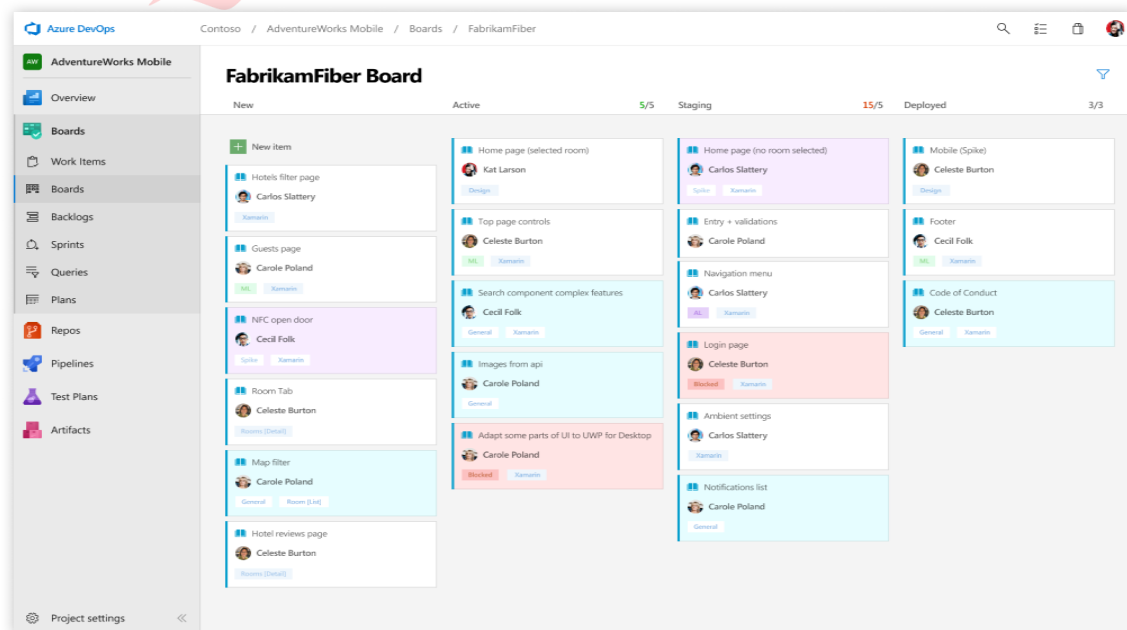 Azure DevOps
Contoso / AdventureWorks Mobile / Boards / FabrikamFiber
AW AdventureWorks Mobile
Overview
Boards
Work Items
Boards
Backlogs
Sprints
Queries
Plans
Repos
Pipelines
Test Plans
Artifacts
Project settings
FabrikamFiber Board
New
New item
Hotels filter page
Carlos Slattery
Xamarin
Guests page
Carole Poland
ML Xamarin
NFC open door
Cecil Folk
Spike Xamarin
Room Tab
Celeste Burton
Rooms [Detail]
Map filter
Carole Poland
General Room [List]
Hotel reviews page
Celeste Burton
Rooms [Detail]
Active 5/5
Home page (selected room)
Kat Larson
Design
Top page controls
Celeste Burton
ML Xamarin
Search component complex features
Cecil Folk
General Xamarin
Images from api
Carole Poland
General
Adapt some parts of UI to UWP for Desktop
Carole Poland
Blocked Xamarin
Staging 15/5
Home page (no room selected)
Carlos Slattery
Spike Xamarin
Entry + validations
Carole Poland
Navigation menu
Carlos Slattery
AL Xamarin
Login page
Celeste Burton
Blocked Xamarin
Ambient settings
Carlos Slattery
Xamarin
Notifications list
Carole Poland
General
Deployed 3/3
Mobile (Spike)
Celeste Burton
Design
Footer
Cecil Folk
ML Xamarin
Code of Conduct
Celeste Burton
General Xamarin